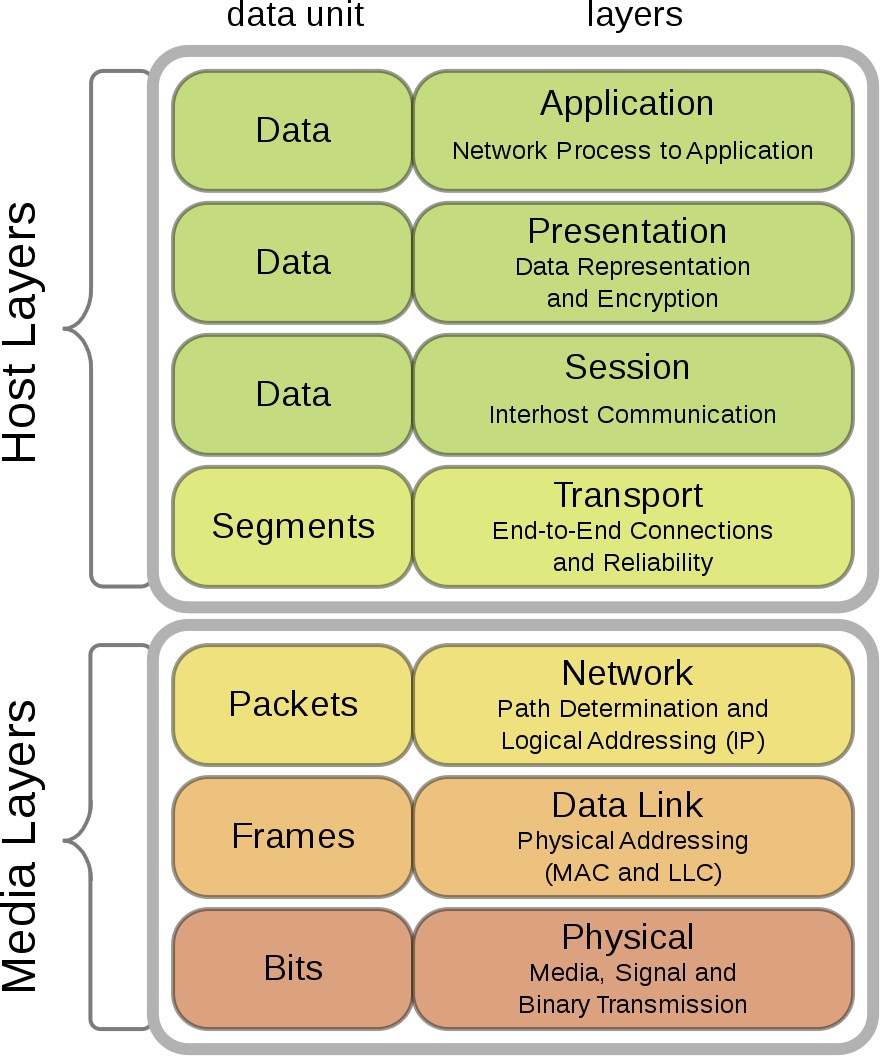 data unit
layers
Host Layers
Data
Application
Network Process to Application
Data
Presentation
Data Representation
and Encryption
Data
Session
Interhost Communication
Segments
Transport
End-to-End Connections
and Reliability
Media Layers
Packets
Network
Path Determination and
Logical Addressing (IP)
Frames
Data Link
Physical Addressing
(MAC and LLC)
Bits
Physical
Media, Signal and
Binary Transmission